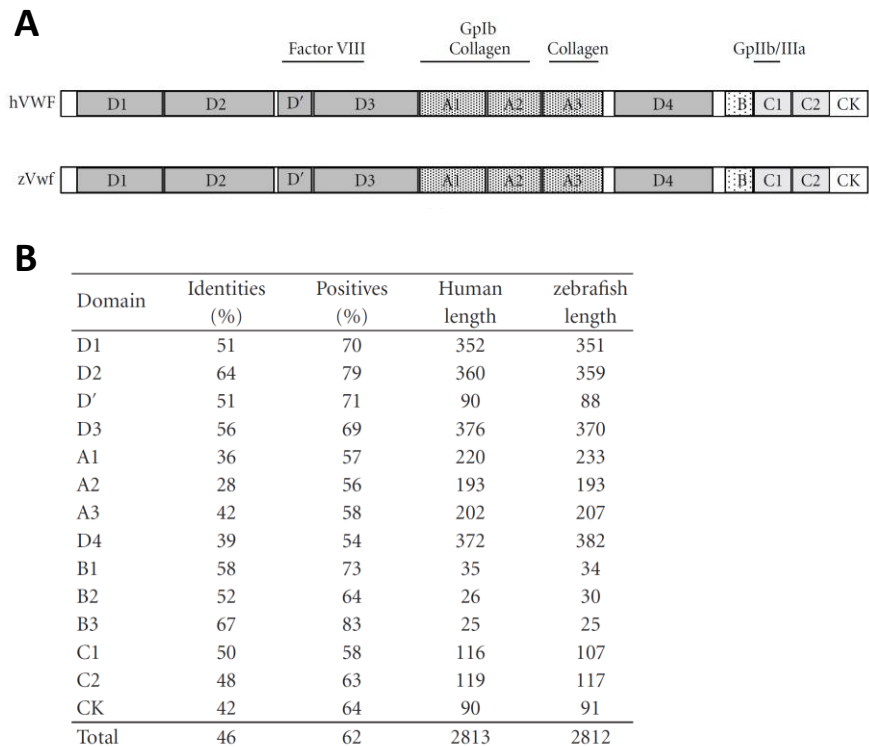 A
GpIb
Factor VIII Collagen Collagen GpIIb/IIIa
hVWF D1 D2 D′ D3 A1 A2 A3 D4 B C1 C2 CK
zVwf D1 D2 D′ D3 A1 A2 A3 D4 B C1 C2 CK
B
Domain Identities (%) Positives (%) Human length zebrafish length
D1 51 70 352 351
D2 64 79 360 359
D′ 51 71 90 88
D3 56 69 376 370
A1 36 57 220 233
A2 28 56 193 193
A3 42 58 202 207
D4 39 54 372 382
B1 58 73 35 34
B2 52 64 26 30
B3 67 83 25 25
C1 50 58 116 107
C2 48 63 119 117
CK 42 64 90 91
Total 46 62 2813 2812